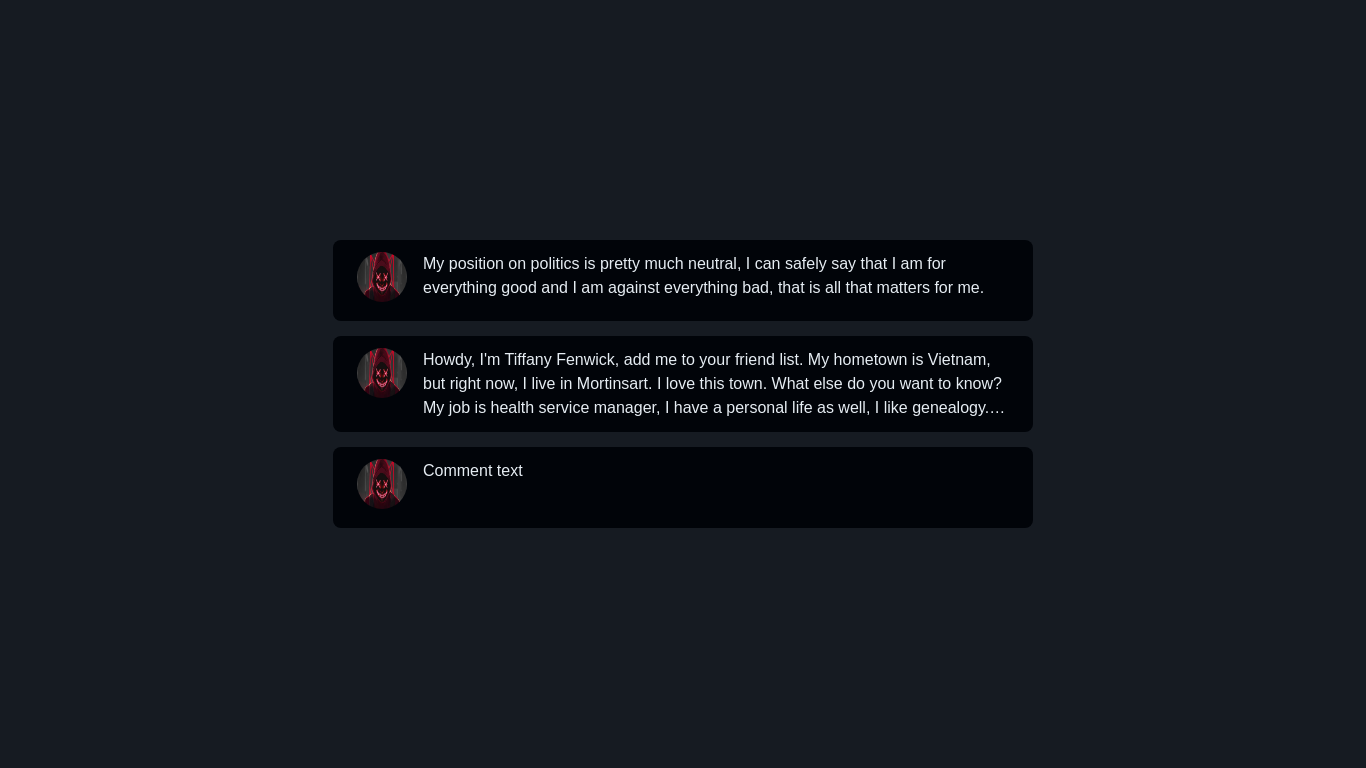 My position on politics is pretty much neutral, I can safely say that I am for
everything good and I am against everything bad, that is all that matters for me.
Howdy, I'm Tiffany Fenwick, add me to your friend list. My hometown is Vietnam,
but right now, I live in Mortinsart. I love this town. What else do you want to know?
My job is health service manager, I have a personal life as well, I like genealogy.…
Comment text